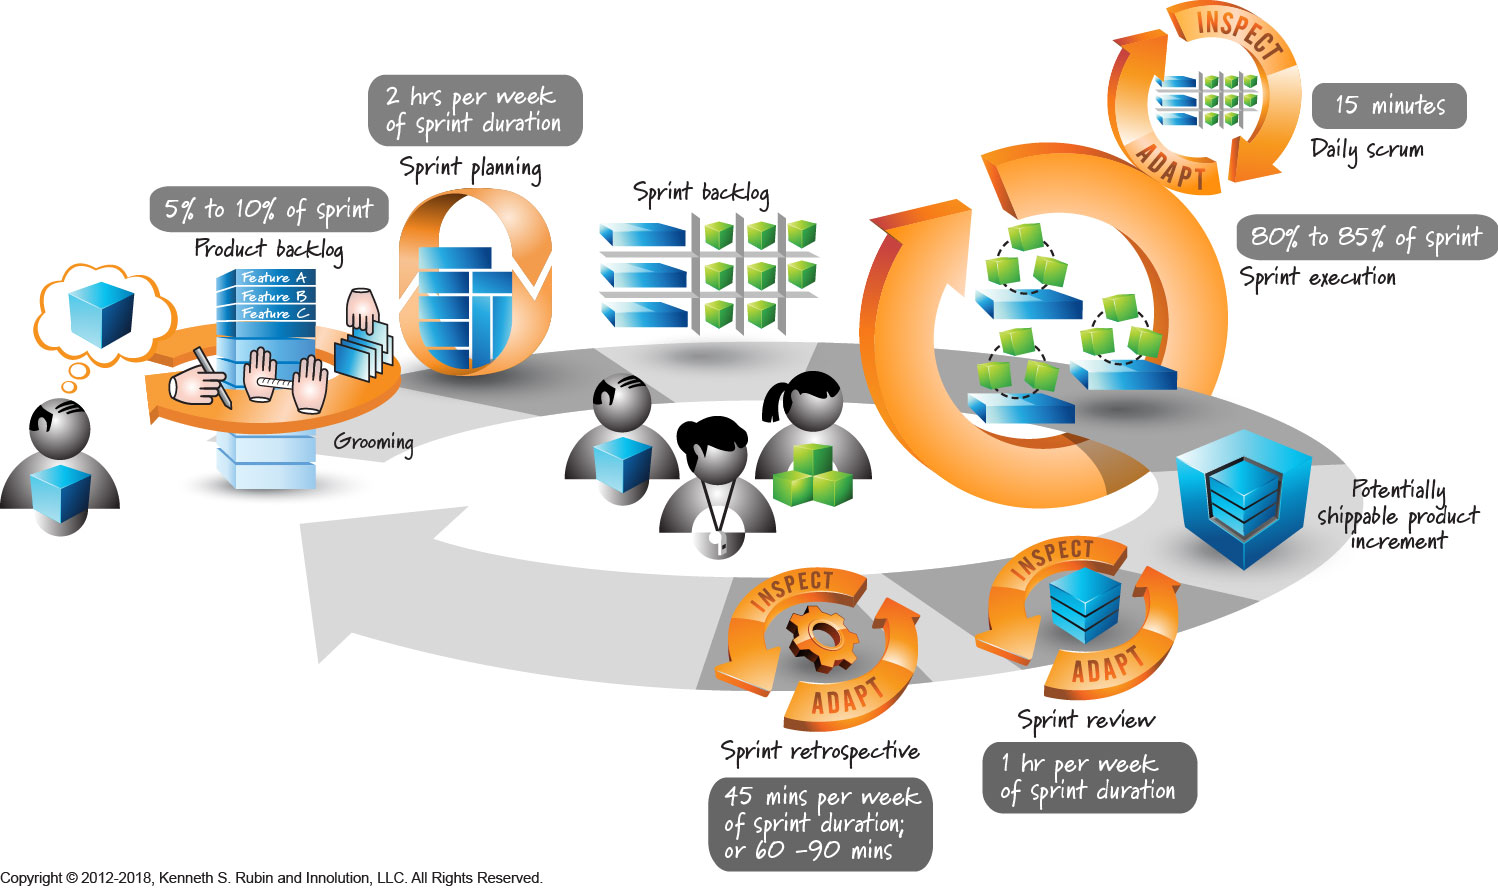 INSPECT
ADAPT
15 minutes
Daily scrum
2 hrs per week
of sprint duration
Sprint planning
5% to 10% of sprint
Product backlog
Feature A
Feature B
Feature C
Grooming
Sprint backlog
80% to 85% of sprint
Sprint execution
Potentially
shippable product
increment
INSPECT
ADAPT
Sprint review
1 hr per week
of sprint duration
INSPECT
ADAPT
Sprint retrospective
45 mins per week
of sprint duration;
or 60 -90 mins
Copyright © 2012-2018, Kenneth S. Rubin and Innolution, LLC. All Rights Reserved.